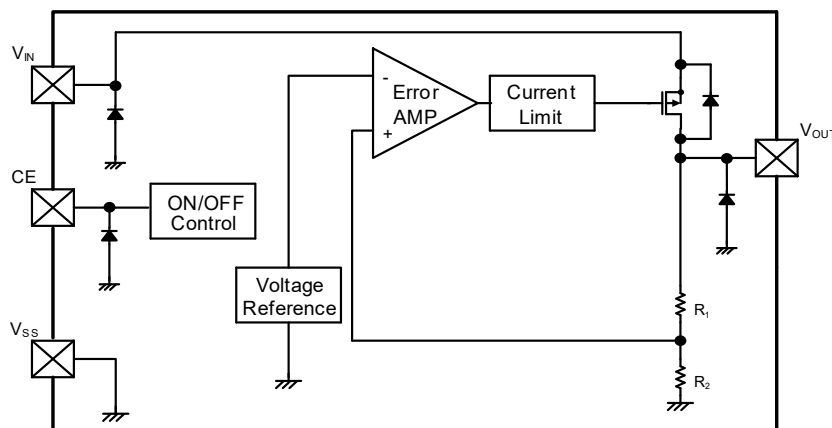 V_IN
-
Error
AMP
+
Current
Limit
V_OUT
CE
ON/OFF
Control
Voltage
Reference
V_SS
R_1
R_2